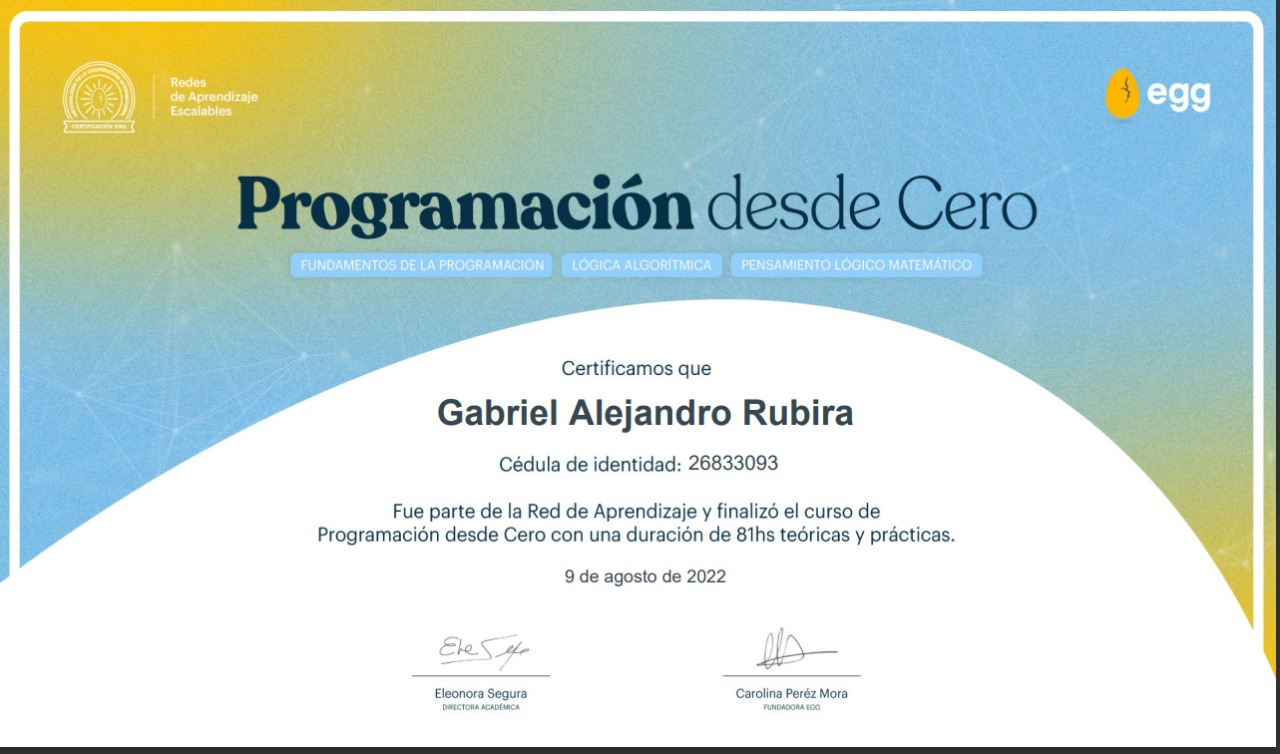 Redes
de Aprendizaje
Escalables
CERTIFICACIÓN EGG
egg
Programación desde Cero
FUNDAMENTOS DE LA PROGRAMACIÓN LÓGICA ALGORÍTMICA PENSAMIENTO LÓGICO MATEMÁTICO
Certificamos que
Gabriel Alejandro Rubira
Cédula de identidad: 26833093
Fue parte de la Red de Aprendizaje y finalizó el curso de
Programación desde Cero con una duración de 81hs teóricas y prácticas.
9 de agosto de 2022
Eleonora Segura
DIRECTORA ACADÉMICA
Carolina Peréz Mora
FUNDADORA EGG